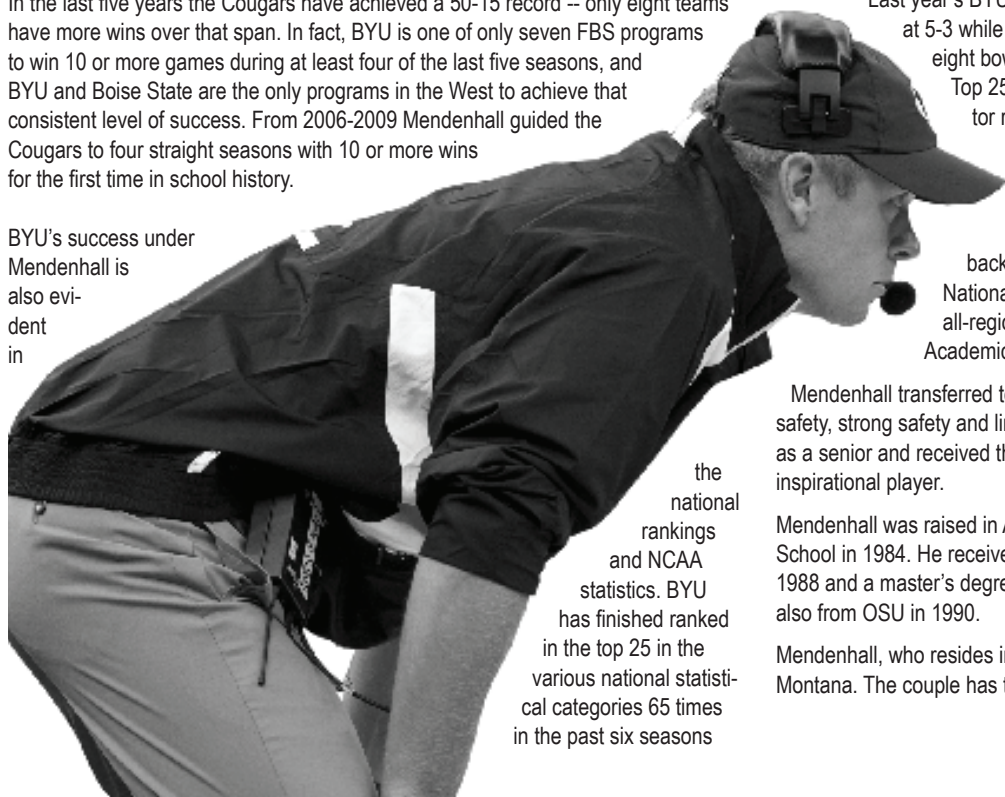 In the last five years the Cougars have achieved a 50-15 record -- only eight teams
have more wins over that span. In fact, BYU is one of only seven FBS programs
to win 10 or more games during at least four of the last five seasons, and
BYU and Boise State are the only programs in the West to achieve that
consistent level of success. From 2006-2009 Mendenhall guided the
Cougars to four straight seasons with 10 or more wins
for the first time in school history.
BYU's success under
Mendenhall is
also evi-
dent
in
the
national
rankings
and NCAA
statistics. BYU
has finished ranked
in the top 25 in the
various national statisti-
cal categories 65 times
in the past six seasons
Last year's BYU
at 5-3 while
eight bow
Top 25
tor
back
Nationa
all-regio
Academic
Mendenhall transferred to
safety, strong safety and
as a senior and received
inspirational player.
Mendenhall was raised in
School in 1984. He receive
1988 and a master's degre
also from OSU in 1990.
Mendenhall, who resides
Montana. The couple has